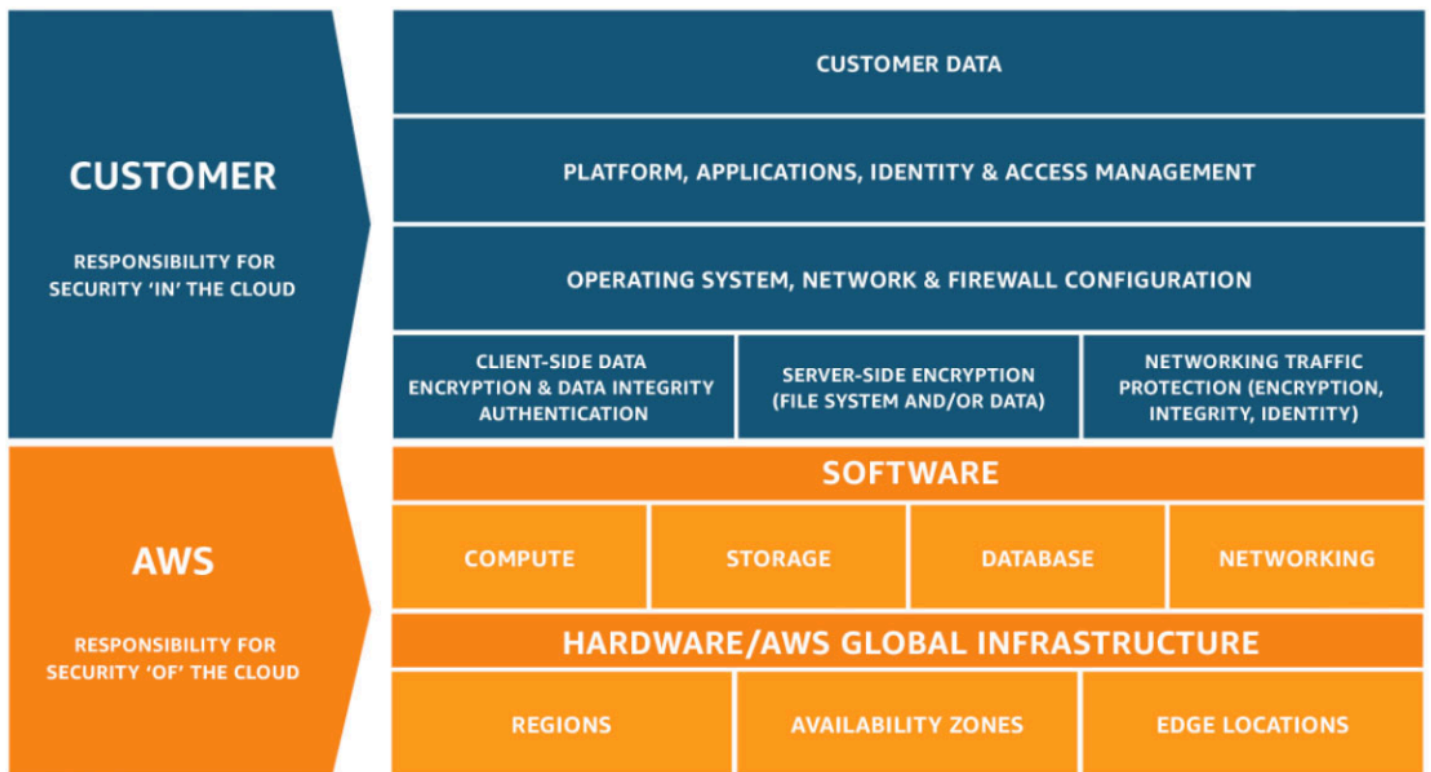 CUSTOMER
RESPONSIBILITY FOR
SECURITY ‘IN’ THE CLOUD
CUSTOMER DATA
PLATFORM, APPLICATIONS, IDENTITY & ACCESS MANAGEMENT
OPERATING SYSTEM, NETWORK & FIREWALL CONFIGURATION
CLIENT-SIDE DATA
ENCRYPTION & DATA INTEGRITY
AUTHENTICATION
SERVER-SIDE ENCRYPTION
(FILE SYSTEM AND/OR DATA)
NETWORKING TRAFFIC
PROTECTION (ENCRYPTION,
INTEGRITY, IDENTITY)
AWS
RESPONSIBILITY FOR
SECURITY ‘OF’ THE CLOUD
SOFTWARE
COMPUTE
STORAGE
DATABASE
NETWORKING
HARDWARE/AWS GLOBAL INFRASTRUCTURE
REGIONS
AVAILABILITY ZONES
EDGE LOCATIONS